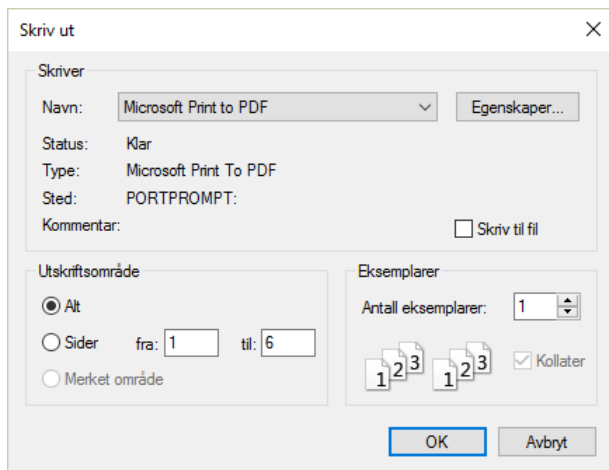 Skriv ut
Skriver
Navn: Microsoft Print to PDF Egenskaper...
Status: Klar
Type: Microsoft Print To PDF
Sted: PORTPROMPT:
Kommentar: Skriv til fil
Utskriftsområde
Alt
Sider fra: 1 til: 6
Merket område
Eksemplarer
Antall eksemplarer: 1
1 2 3 1 2 3 Kollater
OK Avbryt